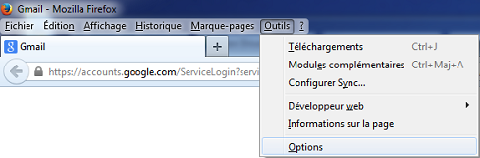 Gmail - Mozilla Firefox
Fichier Édition Affichage Historique Marque-pages Outils ?
Gmail +
https://accounts.google.com/ServiceLogin?servi
Téléchargements Ctrl+J
Modules complémentaires Ctrl+Maj+A
Configurer Sync...
Développeur web
Informations sur la page
Options